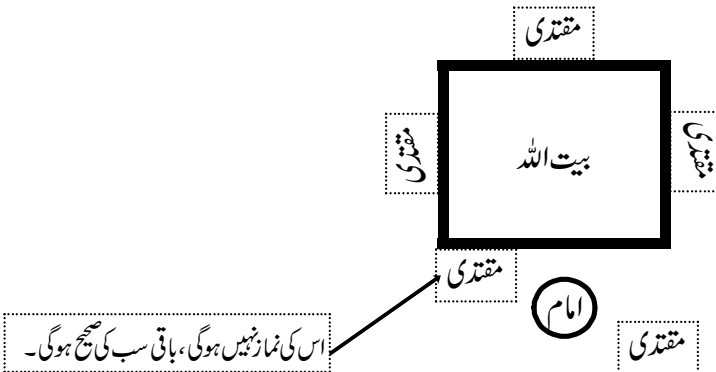 مقتدی
مقتدی
بیت اللہ
مقتدی
مقتدی
امام
مقتدی
اس کی نماز نہیں ہوگی ، باقی سب کی صحیح ہوگی ۔